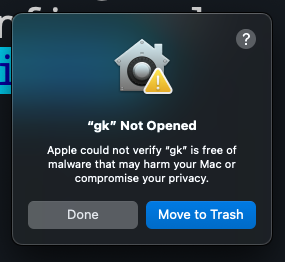 ?
“gk” Not Opened
Apple could not verify “gk” is free of
malware that may harm your Mac or
compromise your privacy.
Done
Move to Trash